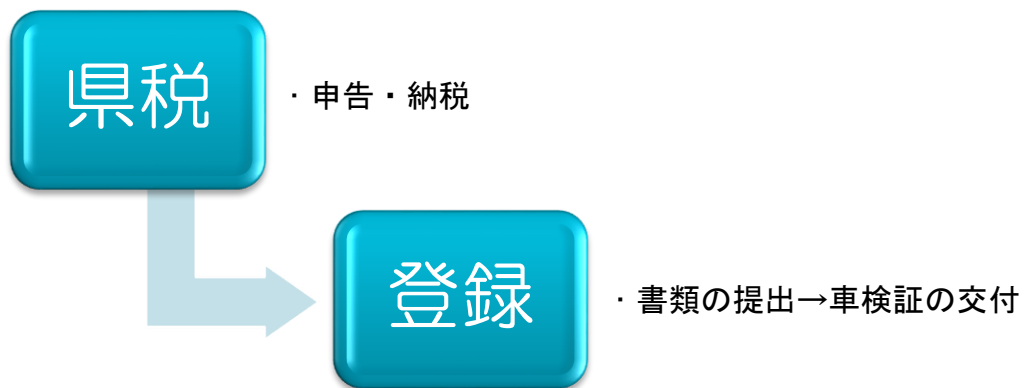 県税
・申告・納税
登録
・書類の提出→車検証の交付